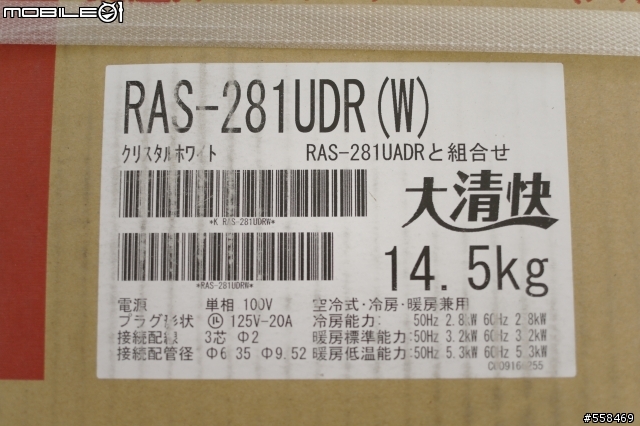 MOBILE01
RAS-281UDR(W)
クリスタルホワイト RAS-281UADRと組合せ
*K RAS-281UDRW*
大清快
*RAS-281UDRW*
14.5kg
電源 単相 100V 空冷式・冷房・暖房兼用
プラグ形状 125V-20A 冷房能力: 50Hz 2.8kW 60Hz 2.8kW
接続配線 3芯 Φ2 暖房標準能力:50Hz 3.2kW 60Hz 3.2kW
接続配管径 Φ6.35 Φ9.52 暖房低温能力:50Hz 5.3kW 60Hz 5.3kW
#558469